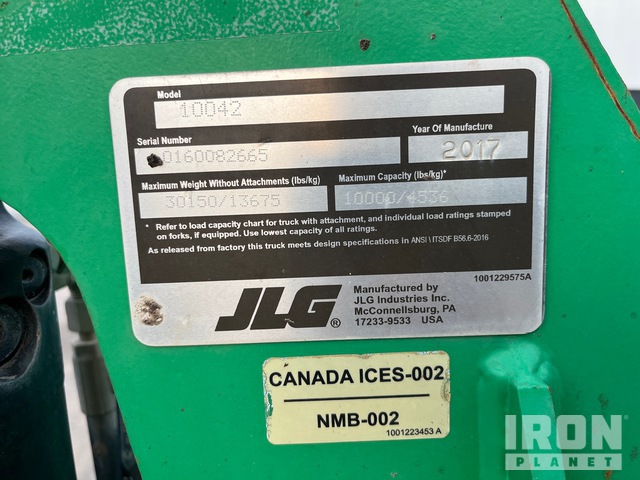 Model
10042
Serial Number
0160082665
Year Of Manufacture
2017
Maximum Weight Without Attachments (lbs/kg)
30150/13675
Maximum Capacity (lbs/kg)*
10000/4536
* Refer to load capacity chart for truck with attachment, and individual load ratings stamped
on forks, if equipped. Use lowest capacity of all ratings.
As released from factory this truck meets design specifications in ANSI \ ITSDF B56.6-2016
1001229575A
JLG®
Manufactured by
JLG Industries Inc.
McConnellsburg, PA
17233-9533 USA
CANADA ICES-002
NMB-002
1001223453 A
IRON
PLANET